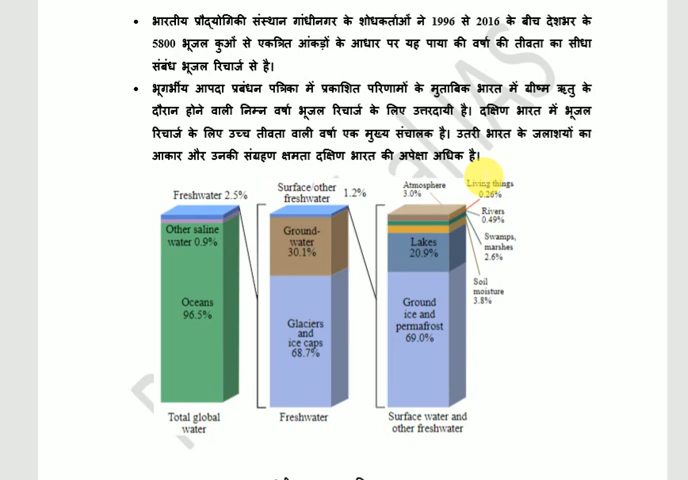 • भारतीय प्रौद्योगिकी संस्थान गांधीनगर के शोधकर्ताओं ने 1996 से 2016 के बीच देशभर के
5800 भूजल कुओं से एकत्रित आंकड़ों के आधार पर यह पाया की वर्षा की तीवता का सीधा
संबंध भूजल रिचार्ज से है।
• भूगर्भीय आपदा प्रबंधन पत्रिका में प्रकाशित परिणामों के मुताबिक भारत में ग्रीष्म ऋतु के
दौरान होने वाली निम्न वर्षा भूजल रिचार्ज के लिए उत्तरदायी है। दक्षिण भारत में भूजल
रिचार्ज के लिए उच्च तीवता वाली वर्षा एक मुख्य संचालक है। उतरी भारत के जलाशयों का
आकार और उनकी संग्रहण क्षमता दक्षिण भारत की अपेक्षा अधिक है।
Freshwater 2.5%
Other saline
water 0.9%
Oceans
96.5%
Total global
water
Surface/other
freshwater
1.2%
Ground-
water
30.1%
Glaciers
and
ice caps
68.7%
Freshwater
Atmosphere
3.0%
Living things
0.26%
Rivers
0.49%
Swamps,
marshes
2.6%
Soil
moisture
3.8%
Lakes
20.9%
Ground
ice and
permafrost
69.0%
Surface water and
other freshwater
IAS